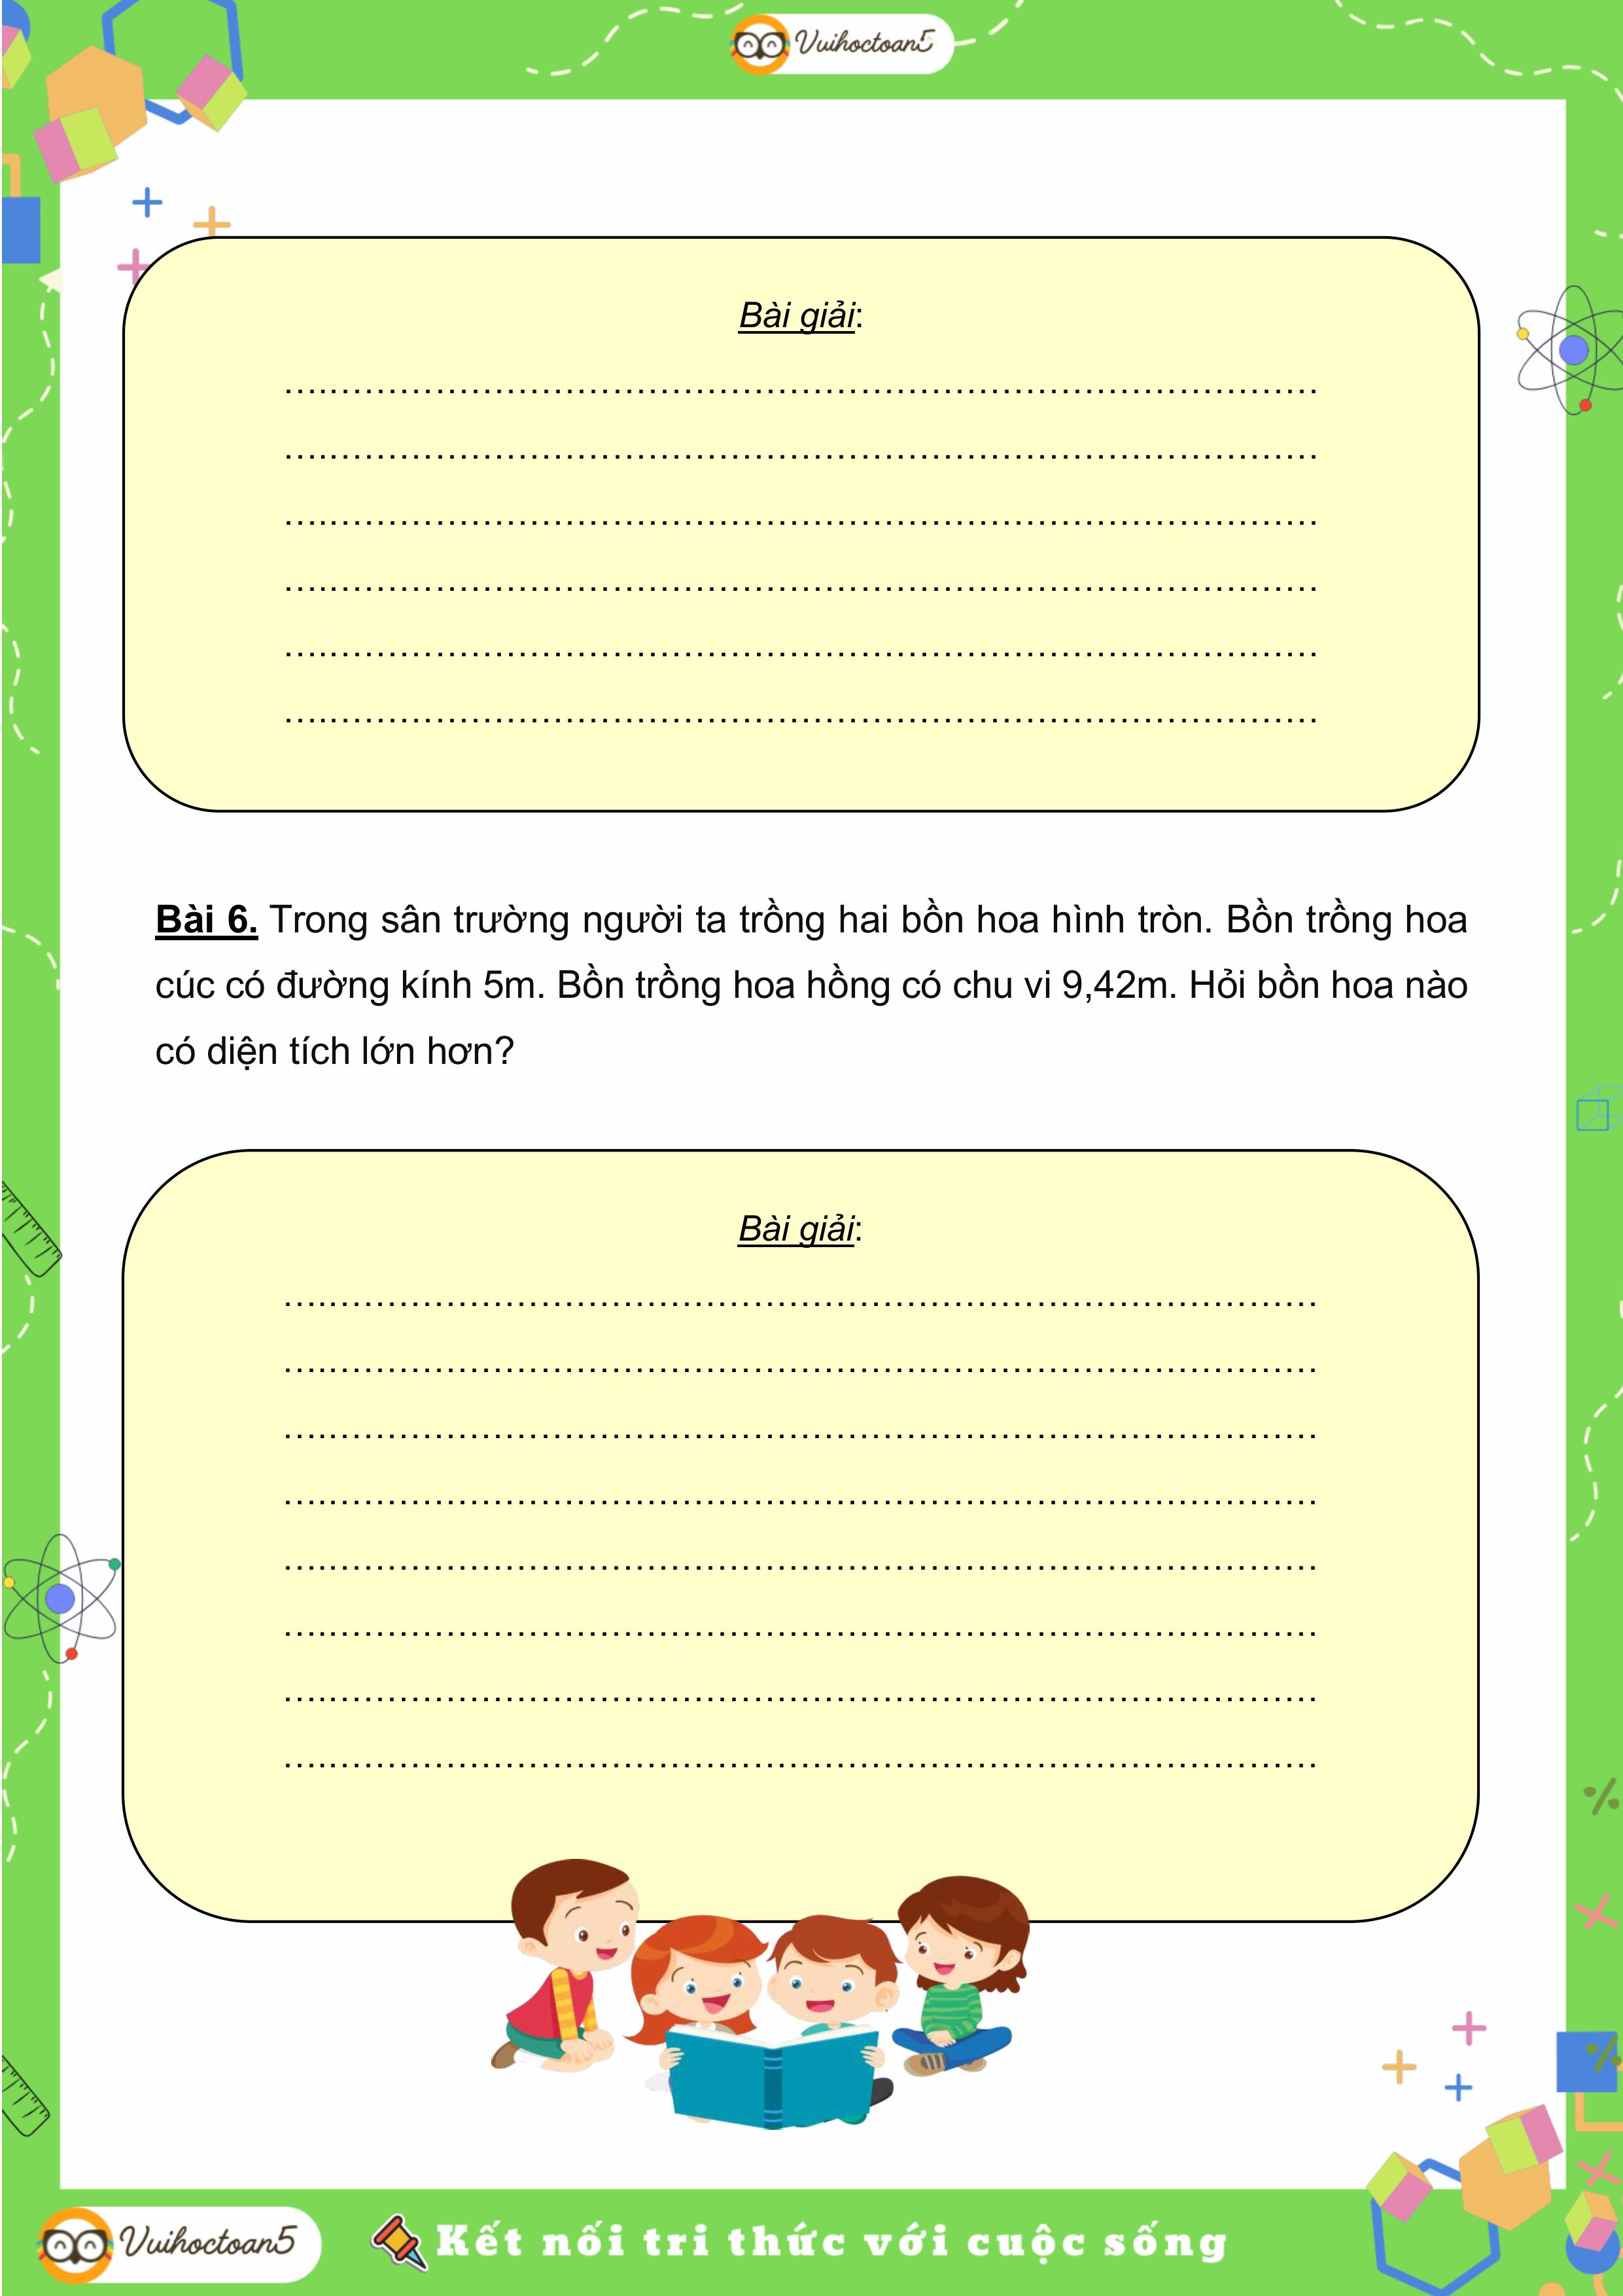 Vuihoctoan5
Bài giải:
................................................................................
................................................................................
................................................................................
................................................................................
................................................................................
................................................................................
Bài 6. Trong sân trường người ta trồng hai bồn hoa hình tròn. Bồn trồng hoa
cúc có đường kính 5m. Bồn trồng hoa hồng có chu vi 9,42m. Hỏi bồn hoa nào
có diện tích lớn hơn?
Bài giải:
................................................................................
................................................................................
................................................................................
................................................................................
................................................................................
................................................................................
................................................................................
................................................................................
Vuihoctoan5
Kết nối tri thức với cuộc sống